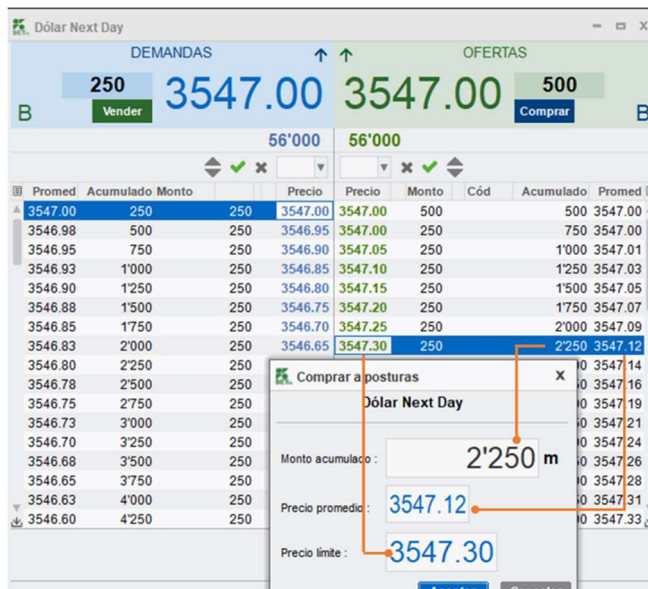 Dólar Next Day
DEMANDAS OFERTAS
250 3547.00 3547.00 500
B Vender Comprar B
56'000 56'000
Promed Acumulado Monto Precio Precio Monto Cód Acumulado Promed
3547.00 250 250 3547.00 3547.00 500 500 3547.00
3546.98 500 250 3546.95 3547.00 250 750 3547.00
3546.95 750 250 3546.90 3547.05 250 1'000 3547.01
3546.93 1'000 250 3546.85 3547.10 250 1'250 3547.03
3546.90 1'250 250 3546.80 3547.15 250 1'500 3547.05
3546.88 1'500 250 3546.75 3547.20 250 1'750 3547.07
3546.85 1'750 250 3546.70 3547.25 250 2'000 3547.09
3546.83 2'000 250 3546.65 3547.30 250 2'250 3547.12
3546.80 2'250 250 3547.14
3546.78 2'500 250 3547.16
3546.75 2'750 250 3547.19
3546.73 3'000 250 3547.21
3546.70 3'250 250 3547.24
3546.68 3'500 250 3547.26
3546.65 3'750 250 3547.28
3546.63 4'000 250 3547.31
3546.60 4'250 250 3547.33
Comprar a posturas X
Dólar Next Day
Monto acumulado : 2'250 m
Precio promedio : 3547.12
Precio límite : 3547.30